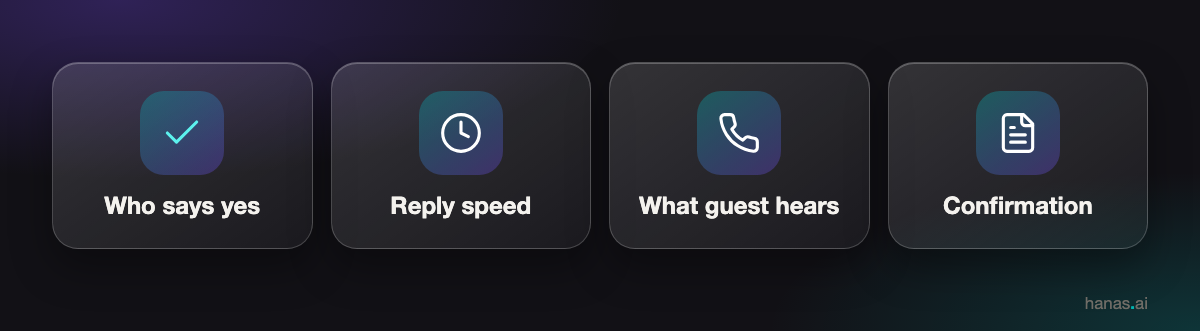 Who says yes
Reply speed
What guest hears
Confirmation
hanas.ai